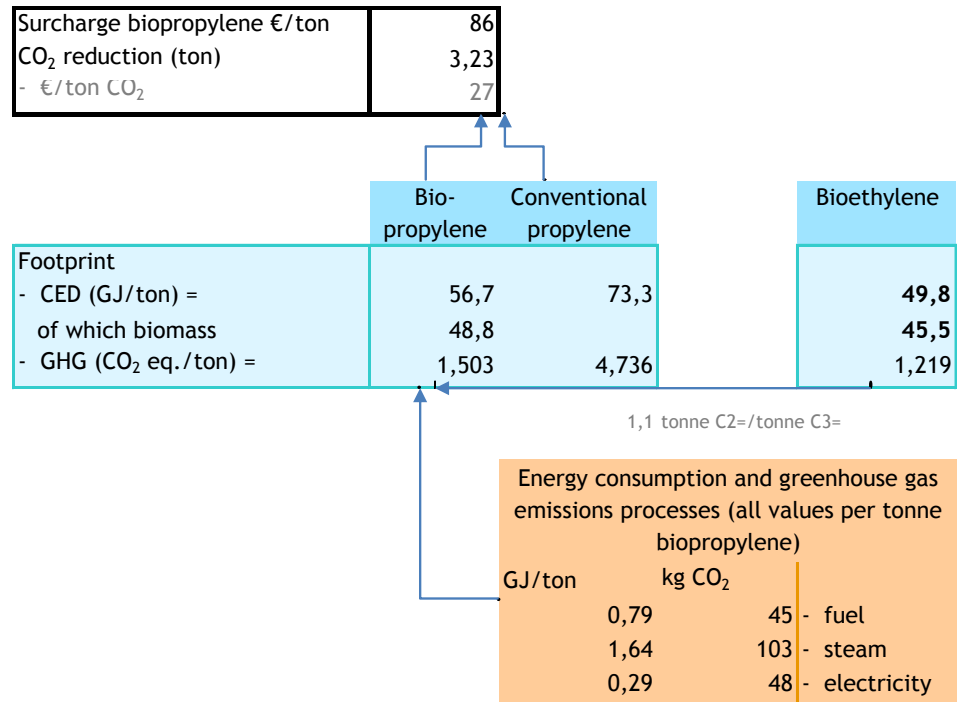 Surcharge biopropylene €/ton 86
CO₂ reduction (ton) 3,23
- €/ton CO₂ 27
Bio- Conventional Bioethylene
propylene propylene
Footprint
- CED (GJ/ton) = 56,7 73,3 49,8
of which biomass 48,8 45,5
- GHG (CO₂ eq./ton) = 1,503 4,736 1,219
1,1 tonne C2=/tonne C3=
Energy consumption and greenhouse gas
emissions processes (all values per tonne
biopropylene)
GJ/ton kg CO₂
0,79 45 - fuel
1,64 103 - steam
0,29 48 - electricity